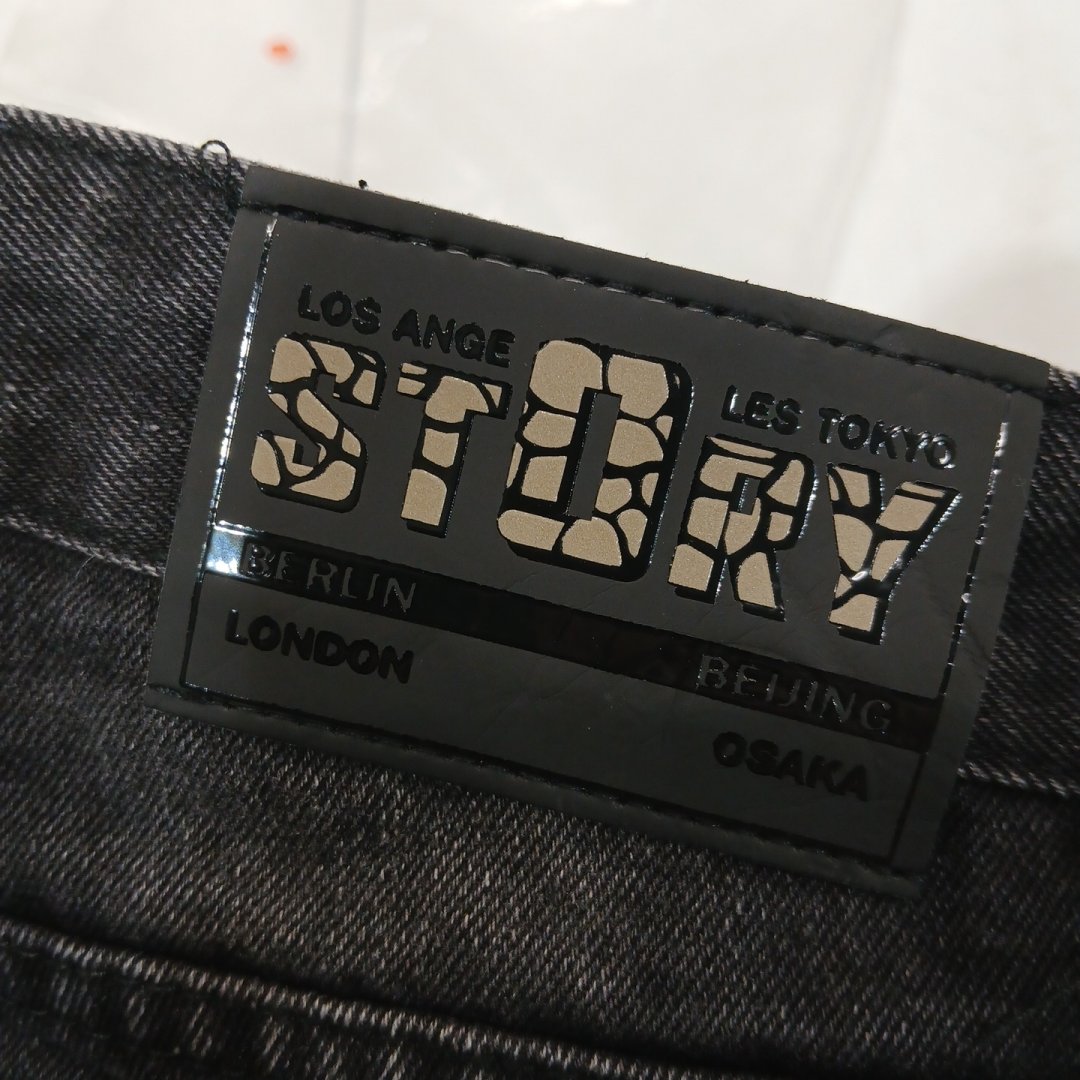 LOS ANGE
LES TOKYO
STORY
BERLIN
BEIJING
LONDON
OSAKA